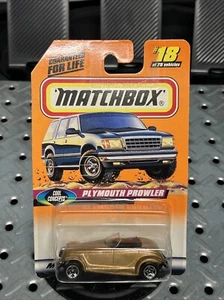 GUARANTEED
FOR LIFE
#18
of 75 vehicles
MATCHBOX
COOL
CONCEPTS
PLYMOUTH PROWLER